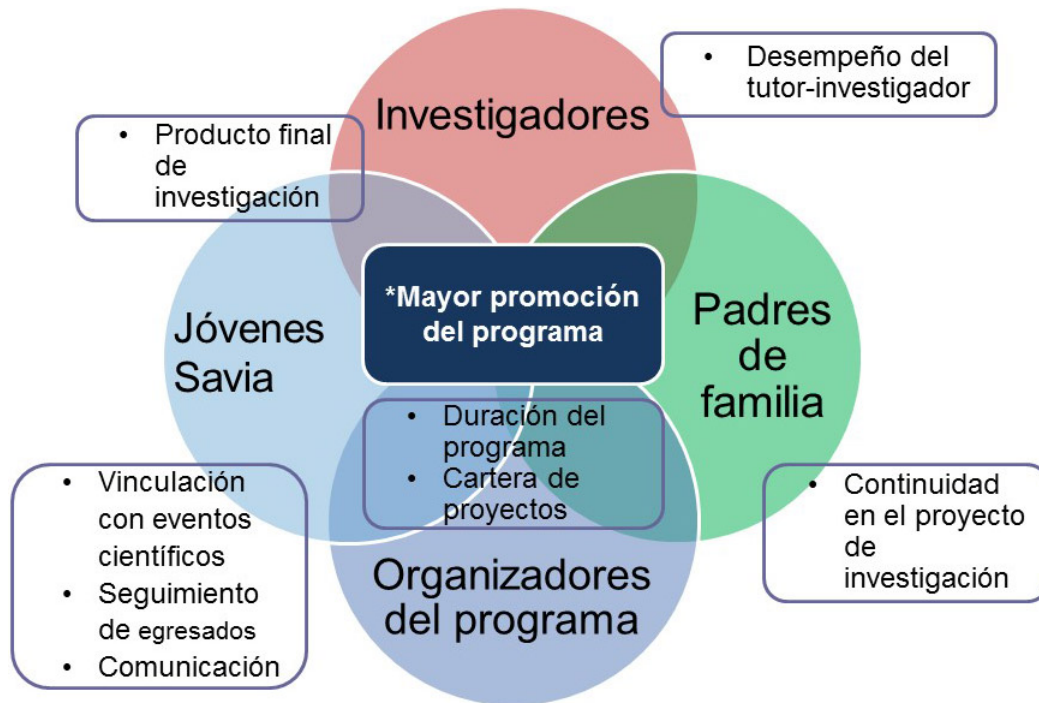 Investigadores
• Desempeño del
tutor-investigador
• Producto final
de
investigación
*Mayor promoción
del programa
Jóvenes
Savia
Padres
de
familia
• Duración del
programa
• Cartera de
proyectos
• Vinculación
con eventos
científicos
• Seguimiento
de egresados
• Comunicación
• Continuidad
en el proyecto
de
investigación
Organizadores
del programa